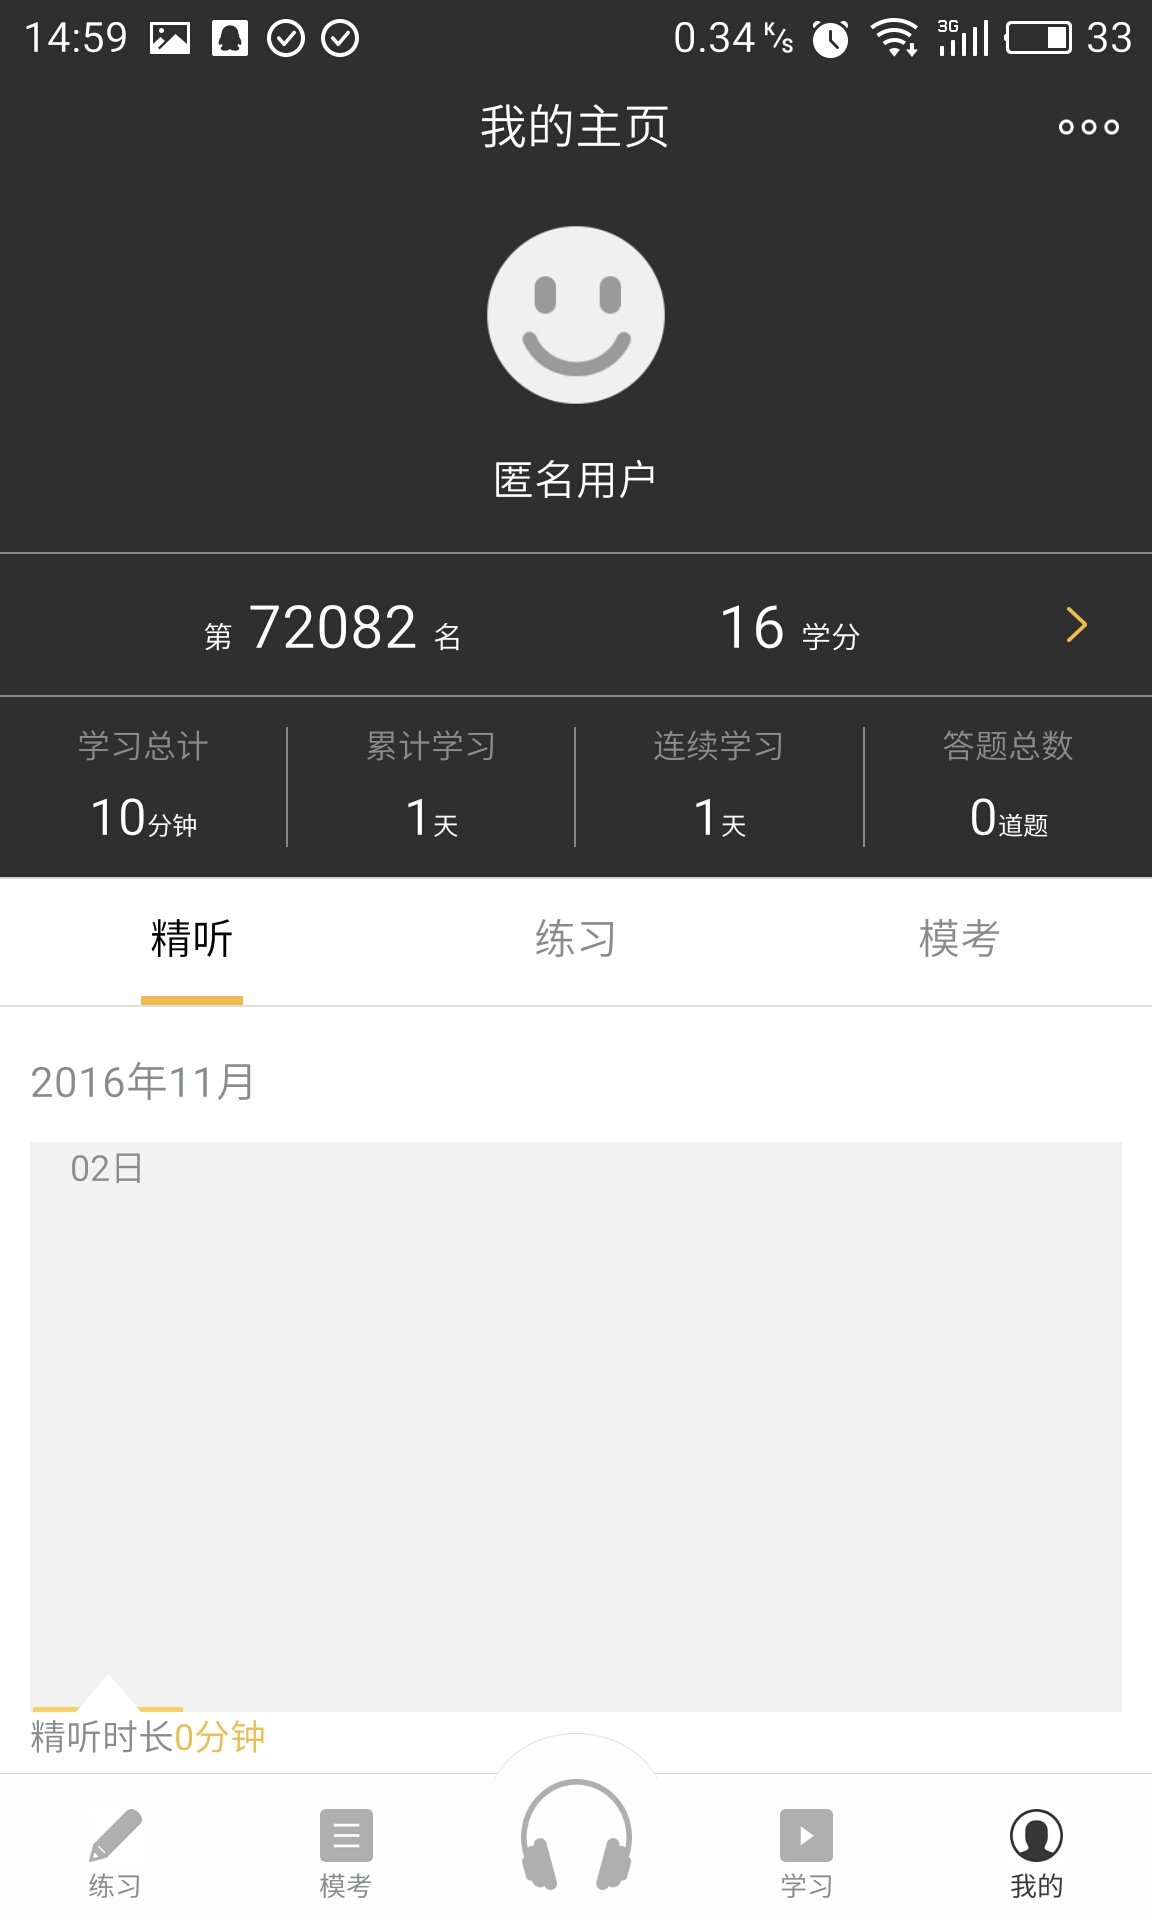 14:59 0.34 K/s 3G 33
我的主页
匿名用户
第 72082 名 16 学分
学习总计 累计学习 连续学习 答题总数
10分钟 1天 1天 0道题
精听 练习 模考
2016年11月
02日
精听时长0分钟
练习 模考 学习 我的